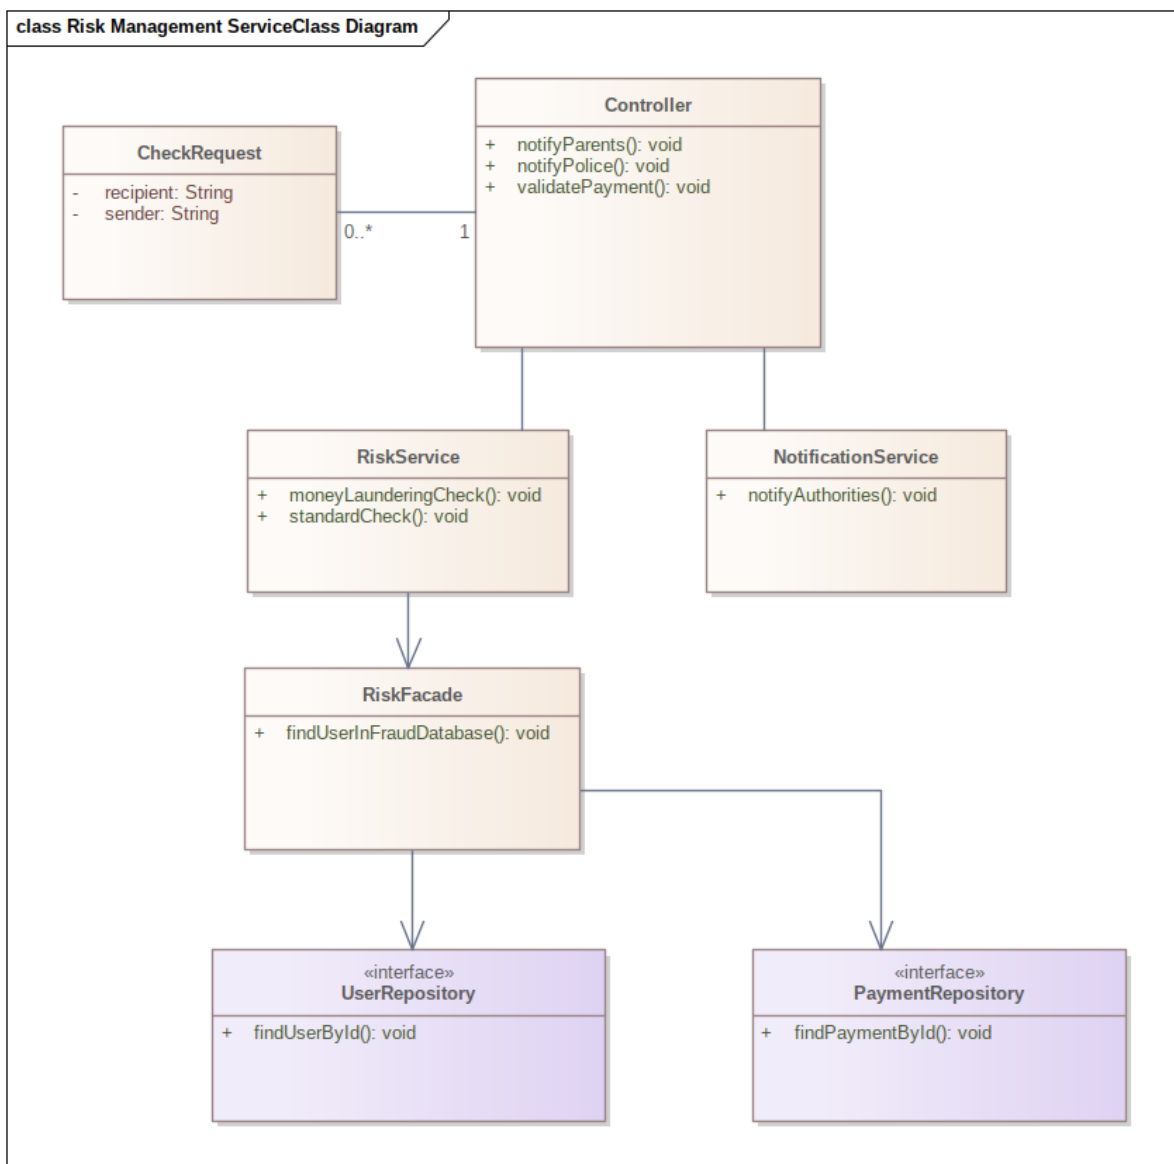 class Risk Management ServiceClass Diagram
Controller
+ notifyParents(): void
+ notifyPolice(): void
+ validatePayment(): void
CheckRequest
- recipient: String
- sender: String
0..*
1
RiskService
+ moneyLaunderingCheck(): void
+ standardCheck(): void
NotificationService
+ notifyAuthorities(): void
RiskFacade
+ findUserInFraudDatabase(): void
«interface»
UserRepository
+ findUserById(): void
«interface»
PaymentRepository
+ findPaymentById(): void